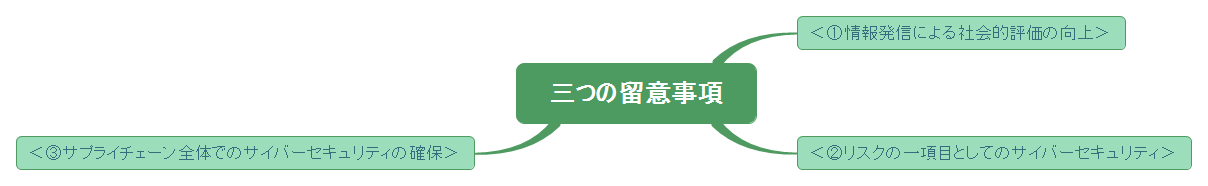 ＜①情報発信による社会的評価の向上＞
三つの留意事項
＜③サプライチェーン全体でのサイバーセキュリティの確保＞
＜②リスクの一項目としてのサイバーセキュリティ＞